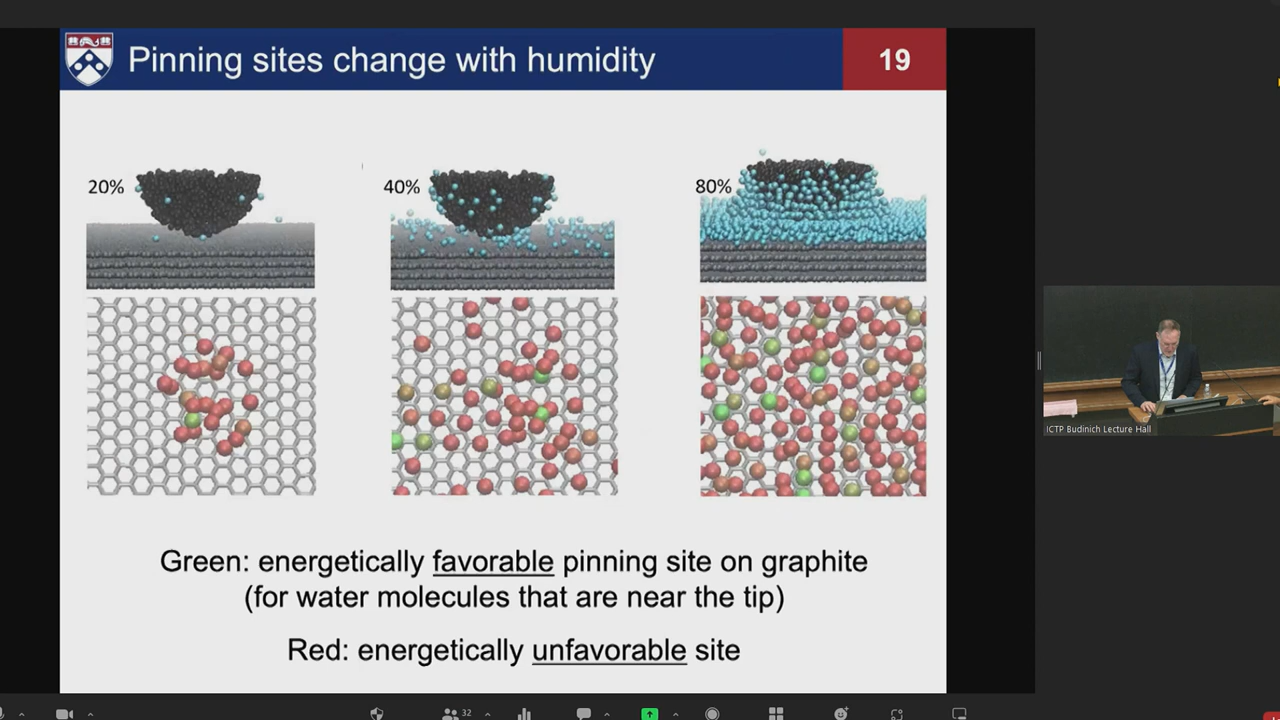 Pinning sites change with humidity
19
20%
40%
80%
Green: energetically favorable pinning site on graphite
(for water molecules that are near the tip)
Red: energetically unfavorable site
ICTP Budinich Lecture Hall
32